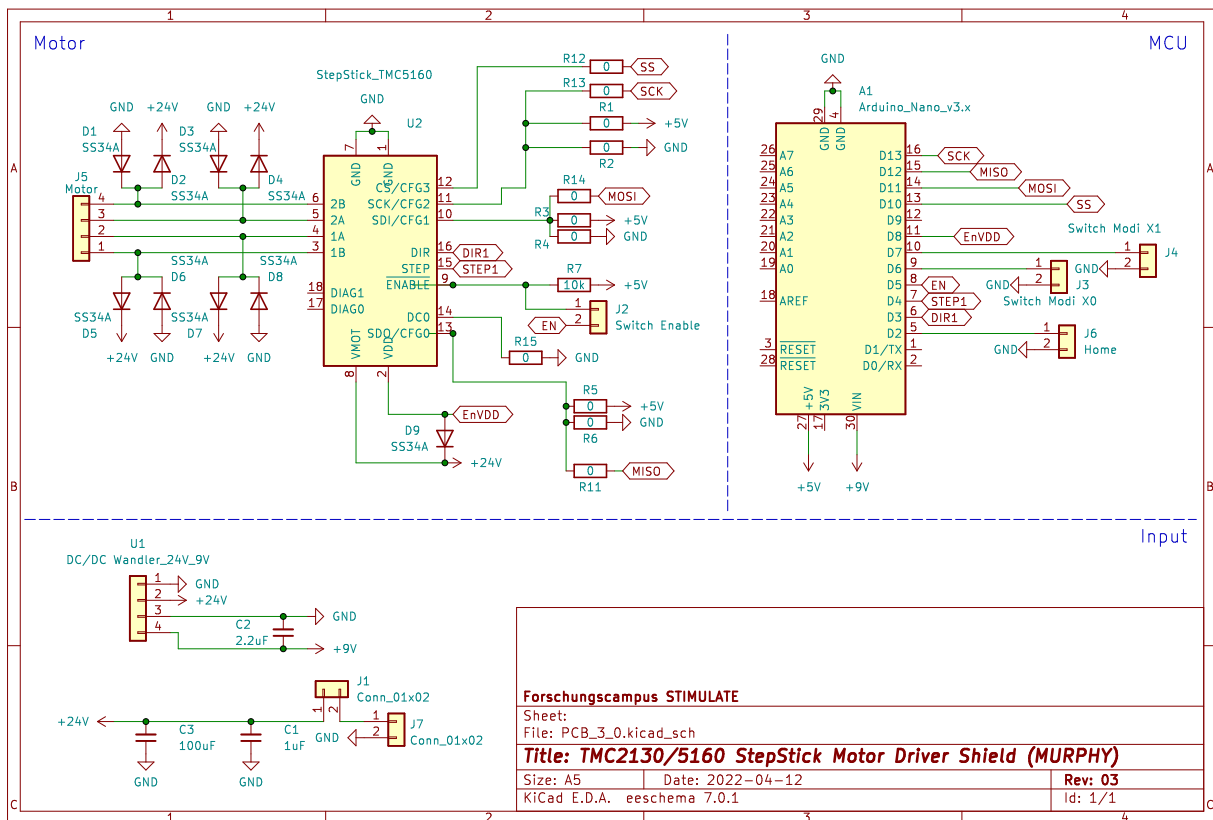 1 2 3 4
A
B
C
Motor
MCU
Input
StepStick_TMC5160
U2
GND
7 GND
1 GND
GND +24V GND +24V
D1
SS34A
D3
SS34A
D2
SS34A
D4
SS34A
J5
Motor
4
3
2
1
6 2B
5 2A
4 1A
3 1B
SS34A
D6
SS34A
D8
SS34A
D5
SS34A
D7
+24V GND +24V GND
18 DIAG1
17 DIAG0
CS/CFG3 12
SCK/CFG2 11
SDI/CFG1 10
DIR 16 DIR1
STEP 15 STEP1
ENABLE 9
DC0 14
SDO/CFG0 13
VMOT 8
VDD 2
R12 0 SS
R13 0 SCK
R1 0 +5V
R2 0 GND
R14 0 MOSI
R3 0 +5V
R4 0 GND
R7 10k +5V
J2
1
2
EN
Switch Enable
R15 0 GND
R5 0 +5V
R6 0 GND
R11 0 MISO
EnVDD
D9
SS34A
+24V
GND
A1
Arduino_Nano_v3.x
29 GND
4 GND
26 A7
25 A6
24 A5
23 A4
22 A3
21 A2
20 A1
19 A0
18 AREF
3 RESET
28 RESET
D13 16 SCK
D12 15 MISO
D11 14 MOSI
D10 13 SS
D9 12
D8 11 EnVDD
D7 10
D6 9
D5 8 EN
D4 7 STEP1
D3 6 DIR1
D2 5
D1/TX 1
D0/RX 2
+5V 27
3V3 17
VIN 30
+5V +9V
Switch Modi X1
1
2
J4
GND
1
2
J3
GND
Switch Modi X0
1
2
J6
GND
Home
U1
DC/DC Wandler_24V_9V
1 GND
2 +24V
3 GND
4 +9V
C2
2.2uF
J1
Conn_01x02
1 2
+24V
C3
100uF
GND
C1
1uF
GND
GND
1
2
J7
Conn_01x02
Forschungscampus STIMULATE
Sheet:
File: PCB_3_0.kicad_sch
Title: TMC2130/5160 StepStick Motor Driver Shield (MURPHY)
Size: A5 Date: 2022-04-12 Rev: 03
KiCad E.D.A. eeschema 7.0.1 Id: 1/1
1 2 3 4
A
B
C